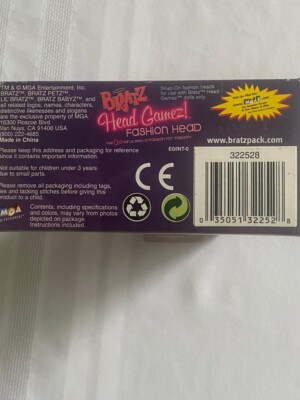 ™ & © MGA Entertainment, Inc.
BRATZ™, BRATZ PETZ™,
LIL' BRATZ™, BRATZ BABYZ™, and
all related logos, names, characters,
distinctive likenesses and slogans
are the exclusive property of MGA
16300 Roscoe Blvd.
Van Nuys, CA 91406 USA
(800) 222-4685
Made in China
Please keep this address and packaging for reference
since it contains important information.
Not suitable for children under 3 years
due to small parts.
Please remove all packaging including tags,
ties and tacking stitches before giving to a child.
Contents, including specifications
and colors, may vary from photos
depicted on package.
Instructions included.
MGA
BRATZ
Head Gamez!
Fashion Head
Snap-On fashion heads
for use with Bratz™ Head
Gamez™ dolls only
EO/INT-0
CE
www.bratzpack.com
322528
0 35051 32252 8